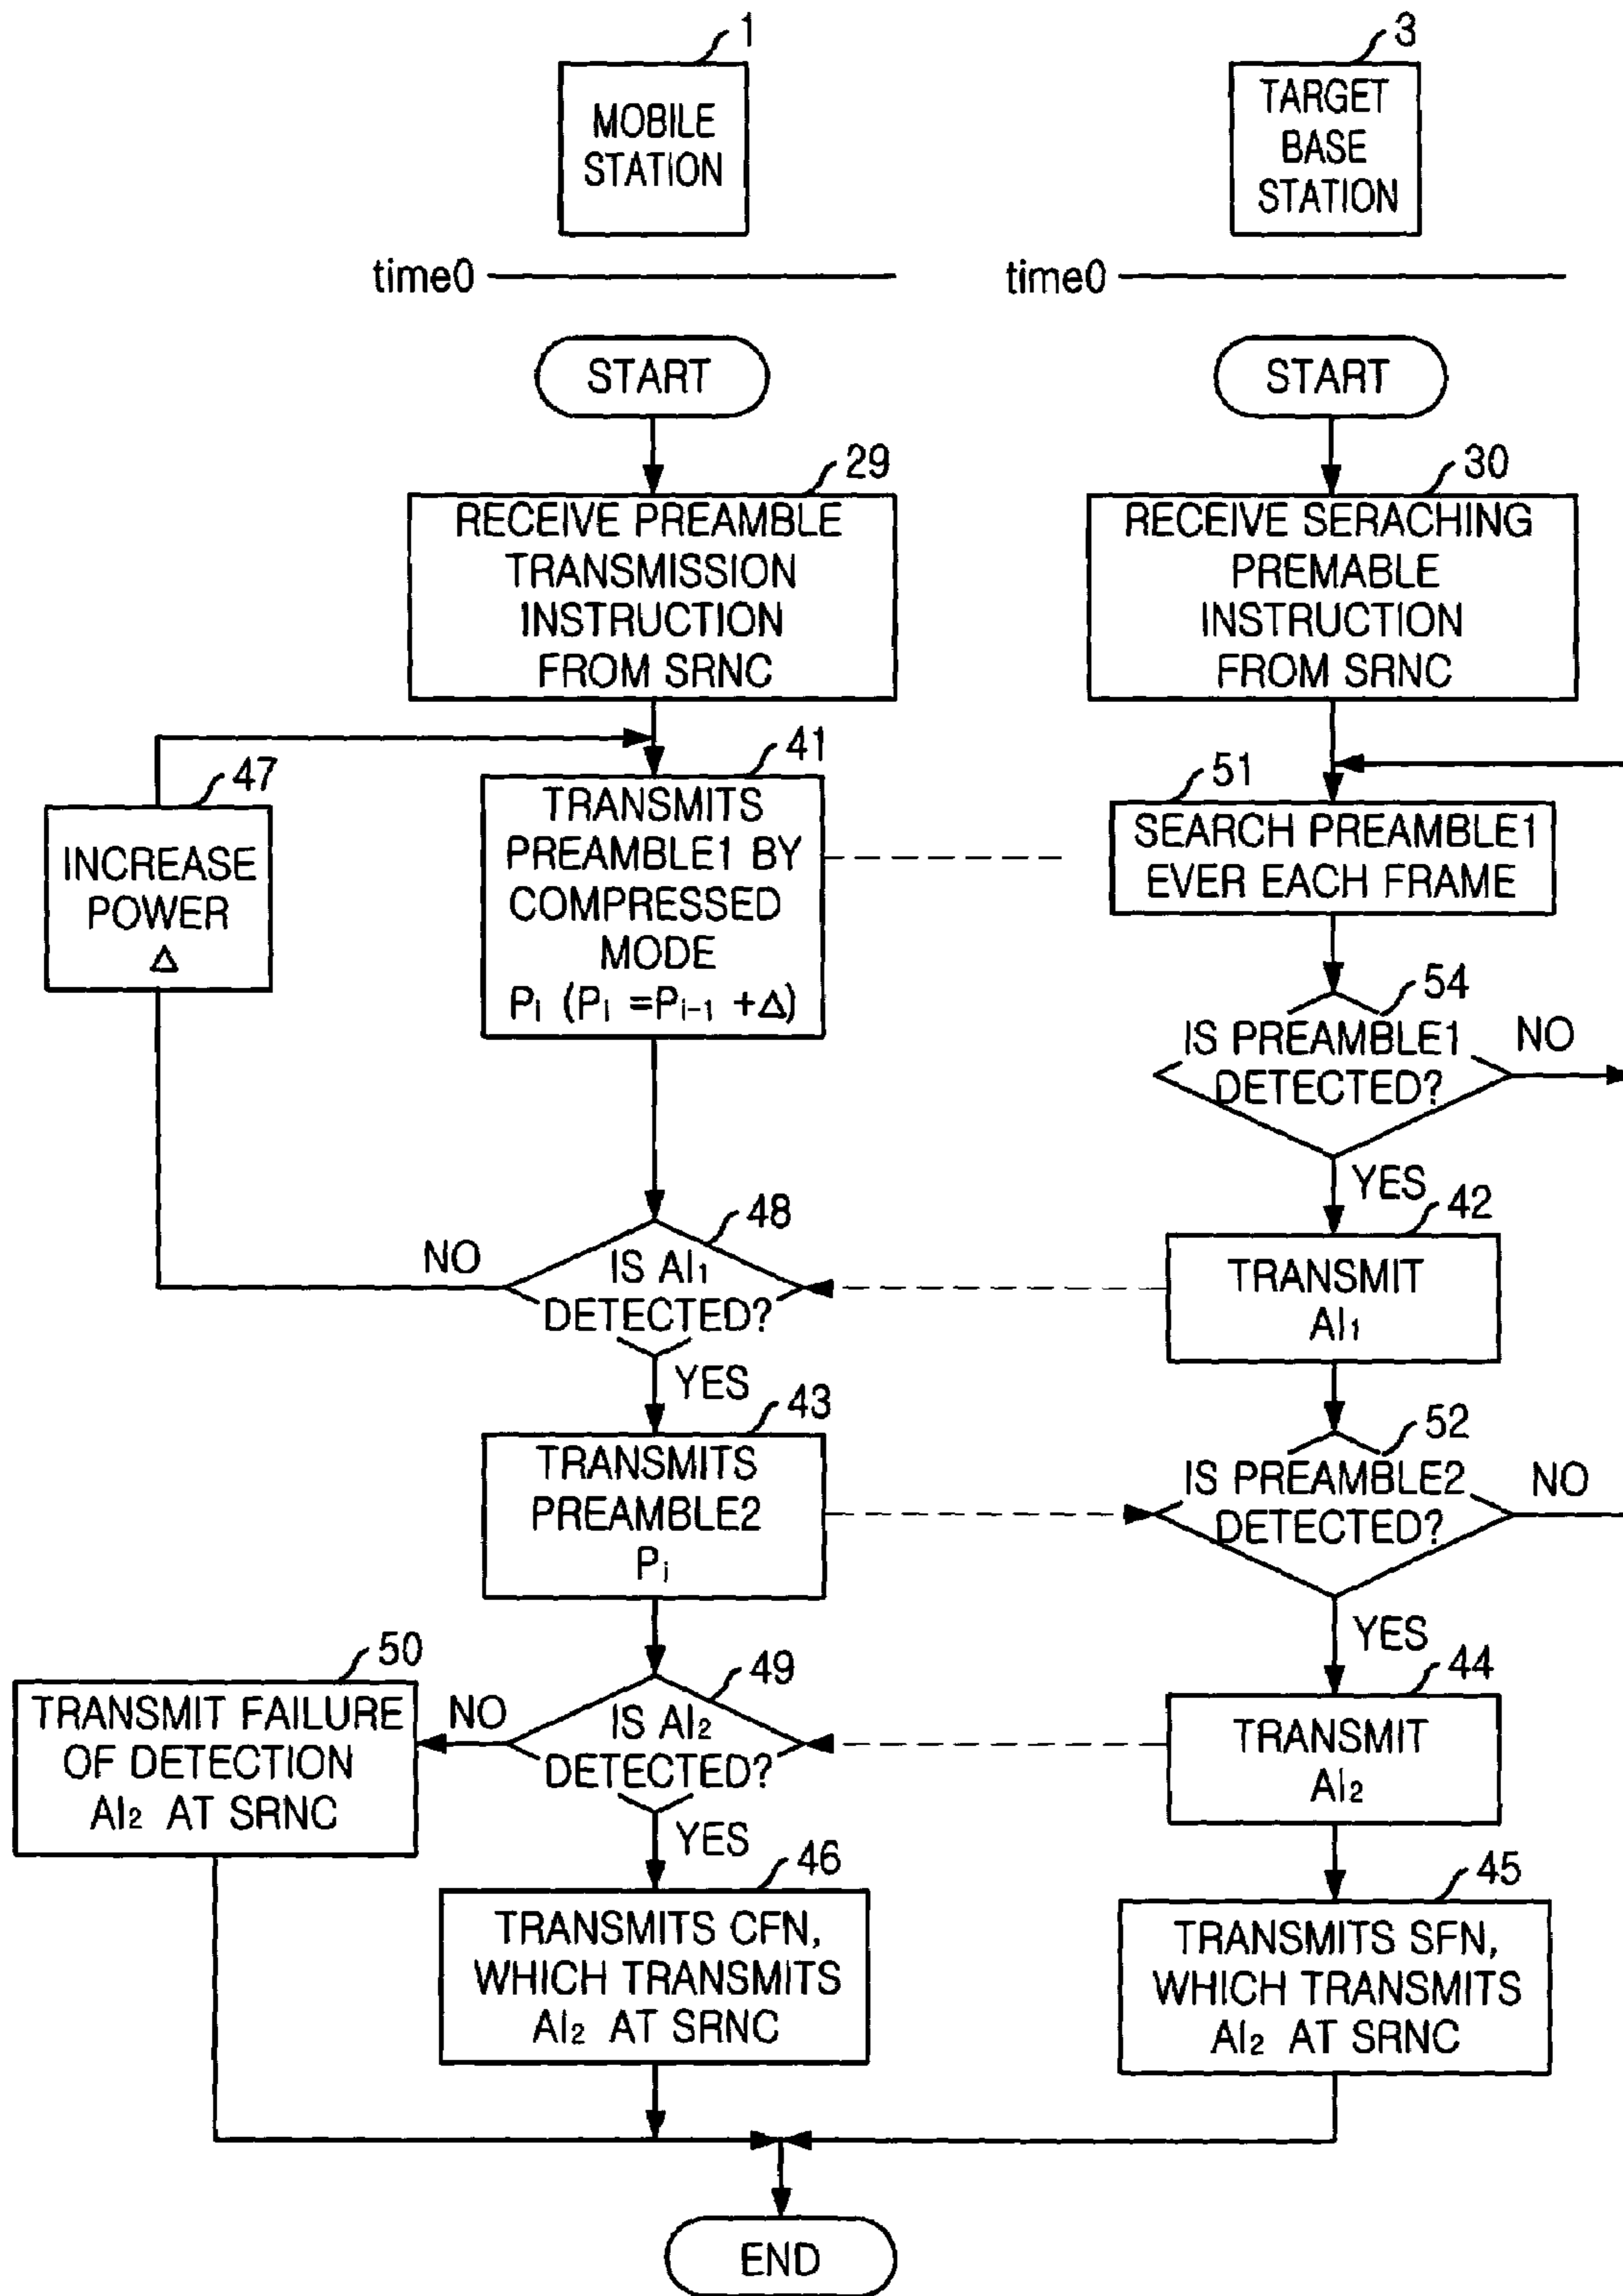 1
MOBILE
STATION
3
TARGET
BASE
STATION
time0
time0
START
START
29
RECEIVE PREAMBLE
TRANSMISSION
INSTRUCTION
FROM SRNC
30
RECEIVE SERACHING
PREMABLE
INSTRUCTION
FROM SRNC
47
INCREASE
POWER
Δ
41
TRANSMITS
PREAMBLE1 BY
COMPRESSED
MODE
Pi (Pi =Pi-1 +Δ)
51
SEARCH PREAMBLE1
EVER EACH FRAME
54
IS PREAMBLE1
DETECTED?
NO
YES
48
IS AI1
DETECTED?
NO
YES
42
TRANSMIT
AI1
43
TRANSMITS
PREAMBLE2
Pi
52
IS PREAMBLE2
DETECTED?
NO
YES
50
TRANSMIT FAILURE
OF DETECTION
AI2 AT SRNC
49
IS AI2
DETECTED?
NO
YES
44
TRANSMIT
AI2
46
TRANSMITS CFN,
WHICH TRANSMITS
AI2 AT SRNC
45
TRANSMITS SFN,
WHICH TRANSMITS
AI2 AT SRNC
END